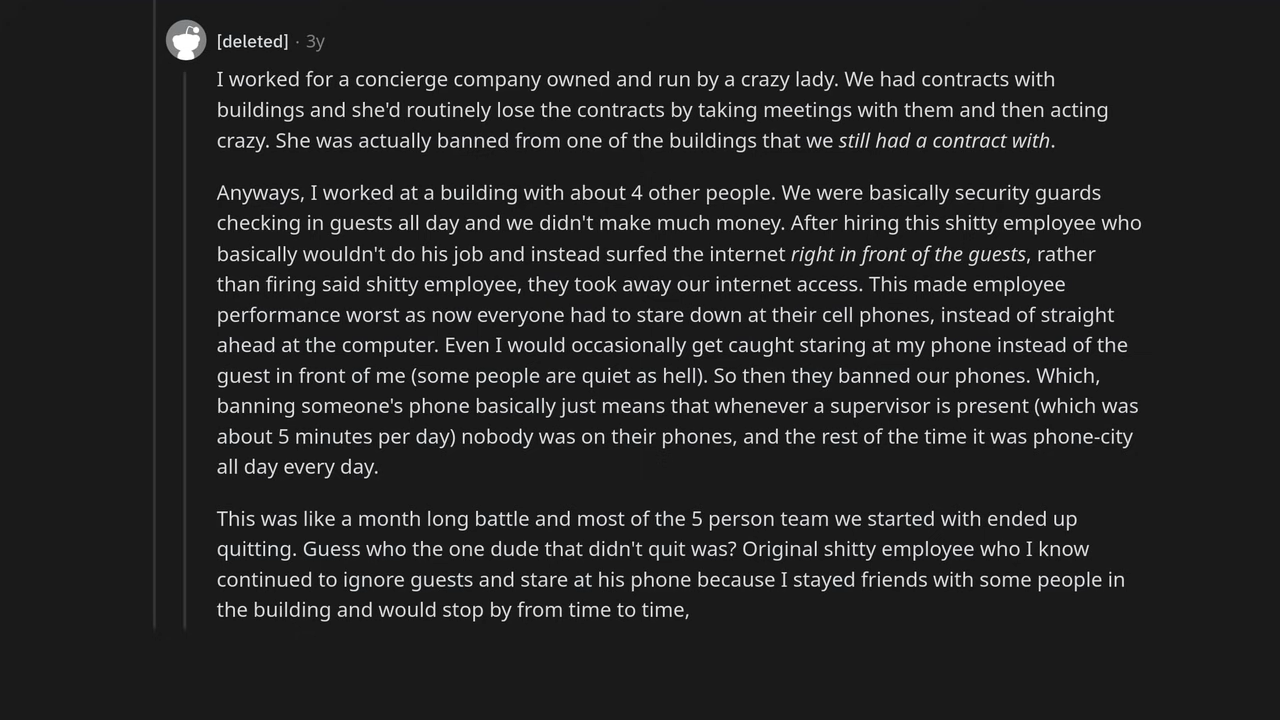 [deleted] · 3y
I worked for a concierge company owned and run by a crazy lady. We had contracts with
buildings and she'd routinely lose the contracts by taking meetings with them and then acting
crazy. She was actually banned from one of the buildings that we still had a contract with.
Anyways, I worked at a building with about 4 other people. We were basically security guards
checking in guests all day and we didn't make much money. After hiring this shitty employee who
basically wouldn't do his job and instead surfed the internet right in front of the guests, rather
than firing said shitty employee, they took away our internet access. This made employee
performance worst as now everyone had to stare down at their cell phones, instead of straight
ahead at the computer. Even I would occasionally get caught staring at my phone instead of the
guest in front of me (some people are quiet as hell). So then they banned our phones. Which,
banning someone's phone basically just means that whenever a supervisor is present (which was
about 5 minutes per day) nobody was on their phones, and the rest of the time it was phone-city
all day every day.
This was like a month long battle and most of the 5 person team we started with ended up
quitting. Guess who the one dude that didn't quit was? Original shitty employee who I know
continued to ignore guests and stare at his phone because I stayed friends with some people in
the building and would stop by from time to time,